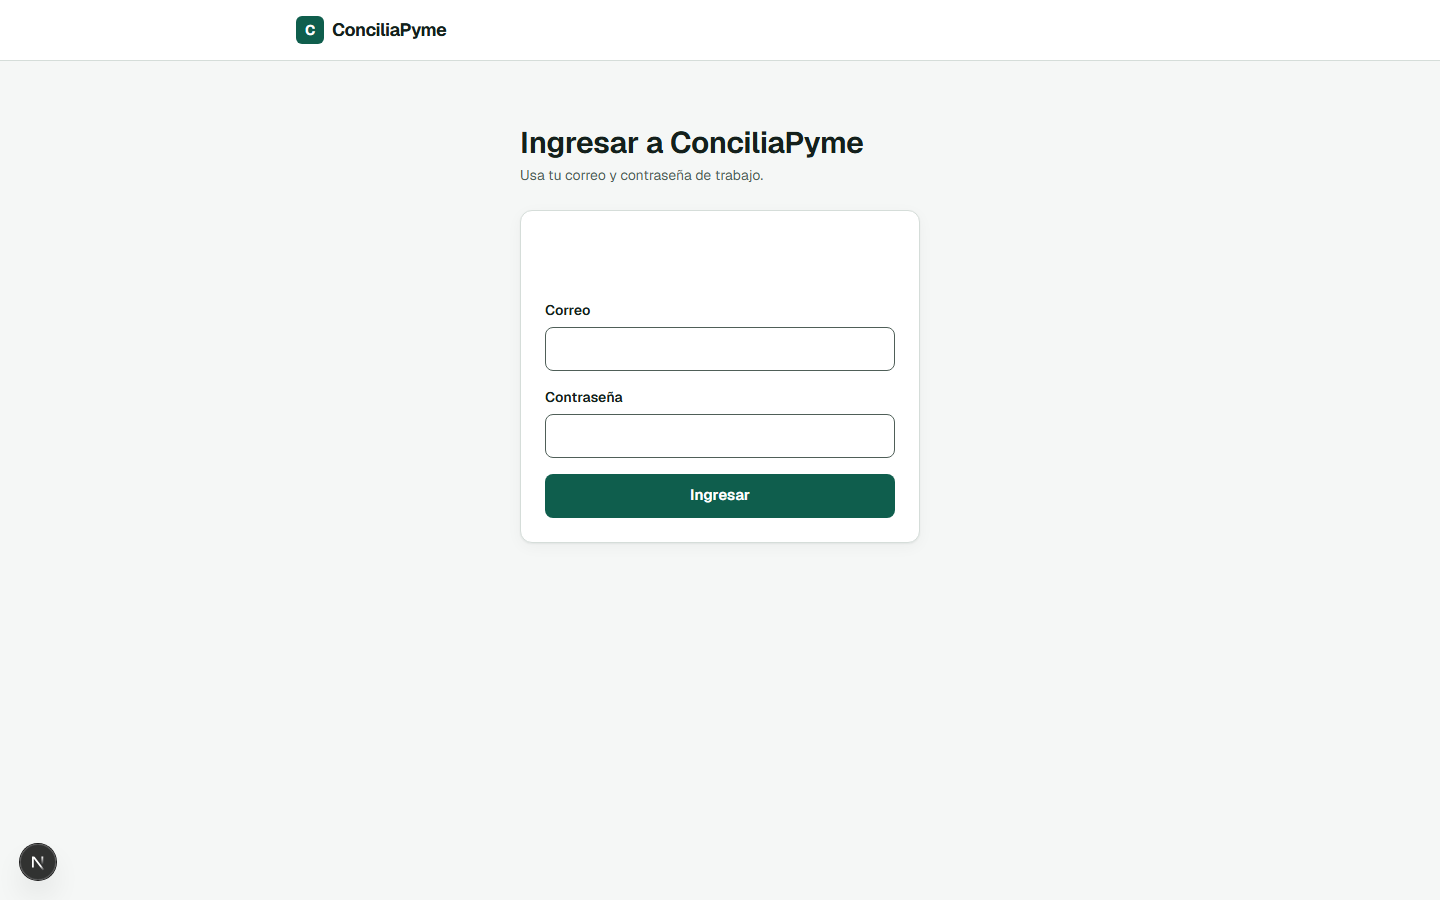 C ConciliaPyme
Ingresar a ConciliaPyme
Usa tu correo y contraseña de trabajo.
Correo
Contraseña
Ingresar
N